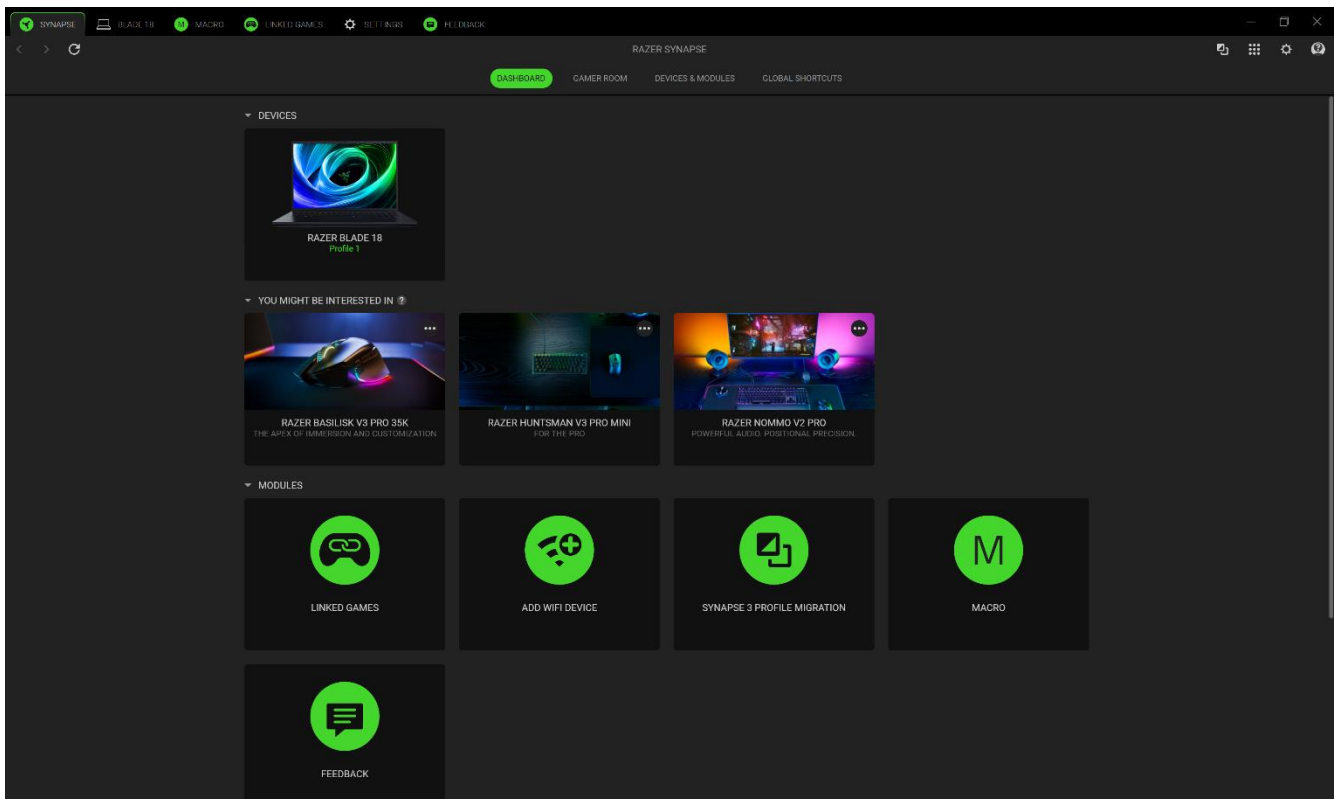 SYNAPSE
BLADE 18
M
MACRO
LINKED GAMES
SETTINGS
FEEDBACK
RAZER SYNAPSE
DASHBOARD
GAMER ROOM
DEVICES & MODULES
GLOBAL SHORTCUTS
DEVICES
RAZER BLADE 18
Profile 1
YOU MIGHT BE INTERESTED IN ?
RAZER BASILISK V3 PRO 35K
THE APEX OF IMMERSION AND CUSTOMIZATION
RAZER HUNTSMAN V3 PRO MINI
FOR THE PRO
RAZER NOMMO V2 PRO
POWERFUL AUDIO. POSITIONAL PRECISION.
MODULES
LINKED GAMES
ADD WIFI DEVICE
SYNAPSE 3 PROFILE MIGRATION
M
MACRO
FEEDBACK